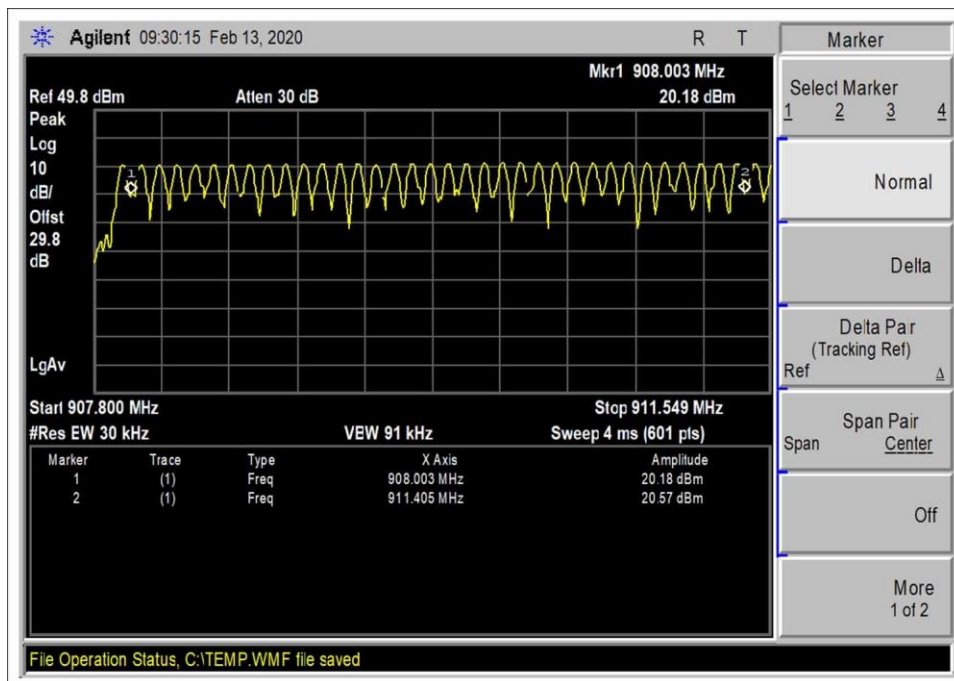 Agilent 09:30:15 Feb 13, 2020 R T
Marker
Mkr1 908.003 MHz
Ref 49.8 dBm Atten 30 dB 20.18 dBm
Select Marker
1 2 3 4
Peak
Log
10
dB/
Offst
29.8
dB
1
2
Normal
Delta
Delta Pair
(Tracking Ref)
Ref Δ
LgAv
Start 907.800 MHz Stop 911.549 MHz
#Res EW 30 kHz VBW 91 kHz Sweep 4 ms (601 pts)
Span Pair
Span Center
Marker Trace Type X Axis Amplitude
1 (1) Freq 908.003 MHz 20.18 dBm
2 (1) Freq 911.405 MHz 20.57 dBm
Off
More
1 of 2
File Operation Status, C:\TEMP.WMF file saved